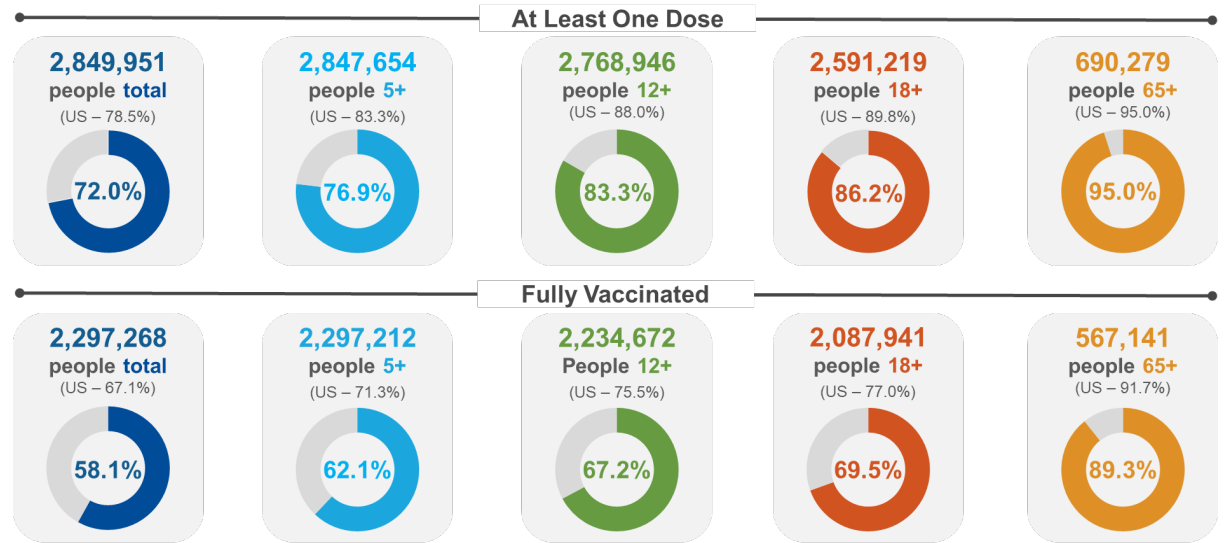 At Least One Dose
2,849,951
people total
(US – 78.5%)
72.0%
2,847,654
people 5+
(US – 83.3%)
76.9%
2,768,946
people 12+
(US – 88.0%)
83.3%
2,591,219
people 18+
(US – 89.8%)
86.2%
690,279
people 65+
(US – 95.0%)
95.0%
Fully Vaccinated
2,297,268
people total
(US – 67.1%)
58.1%
2,297,212
people 5+
(US – 71.3%)
62.1%
2,234,672
People 12+
(US – 75.5%)
67.2%
2,087,941
people 18+
(US – 77.0%)
69.5%
567,141
people 65+
(US – 91.7%)
89.3%